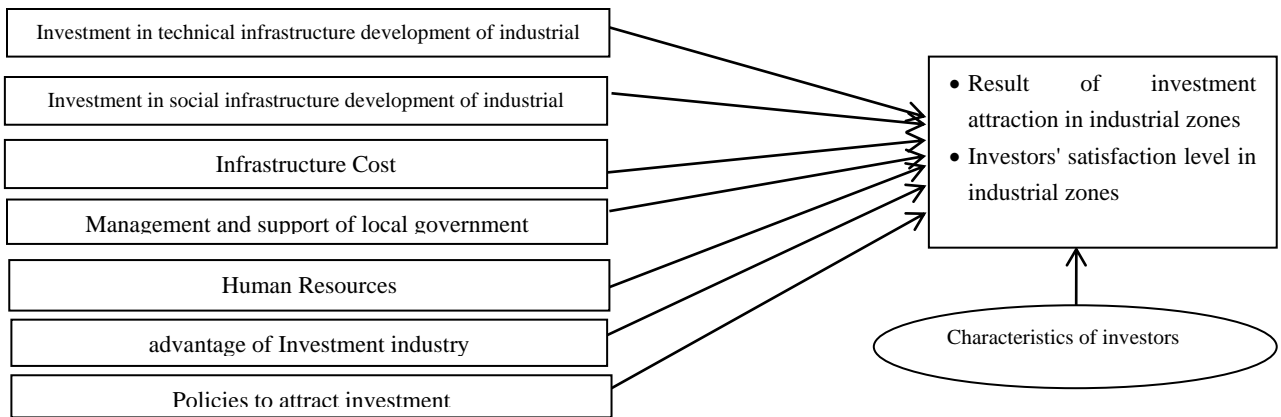 Investment in technical infrastructure development of industrial
Investment in social infrastructure development of industrial
Infrastructure Cost
Management and support of local government
Human Resources
advantage of Investment industry
Policies to attract investment
• Result of investment
attraction in industrial zones
• Investors' satisfaction level in
industrial zones
Characteristics of investors